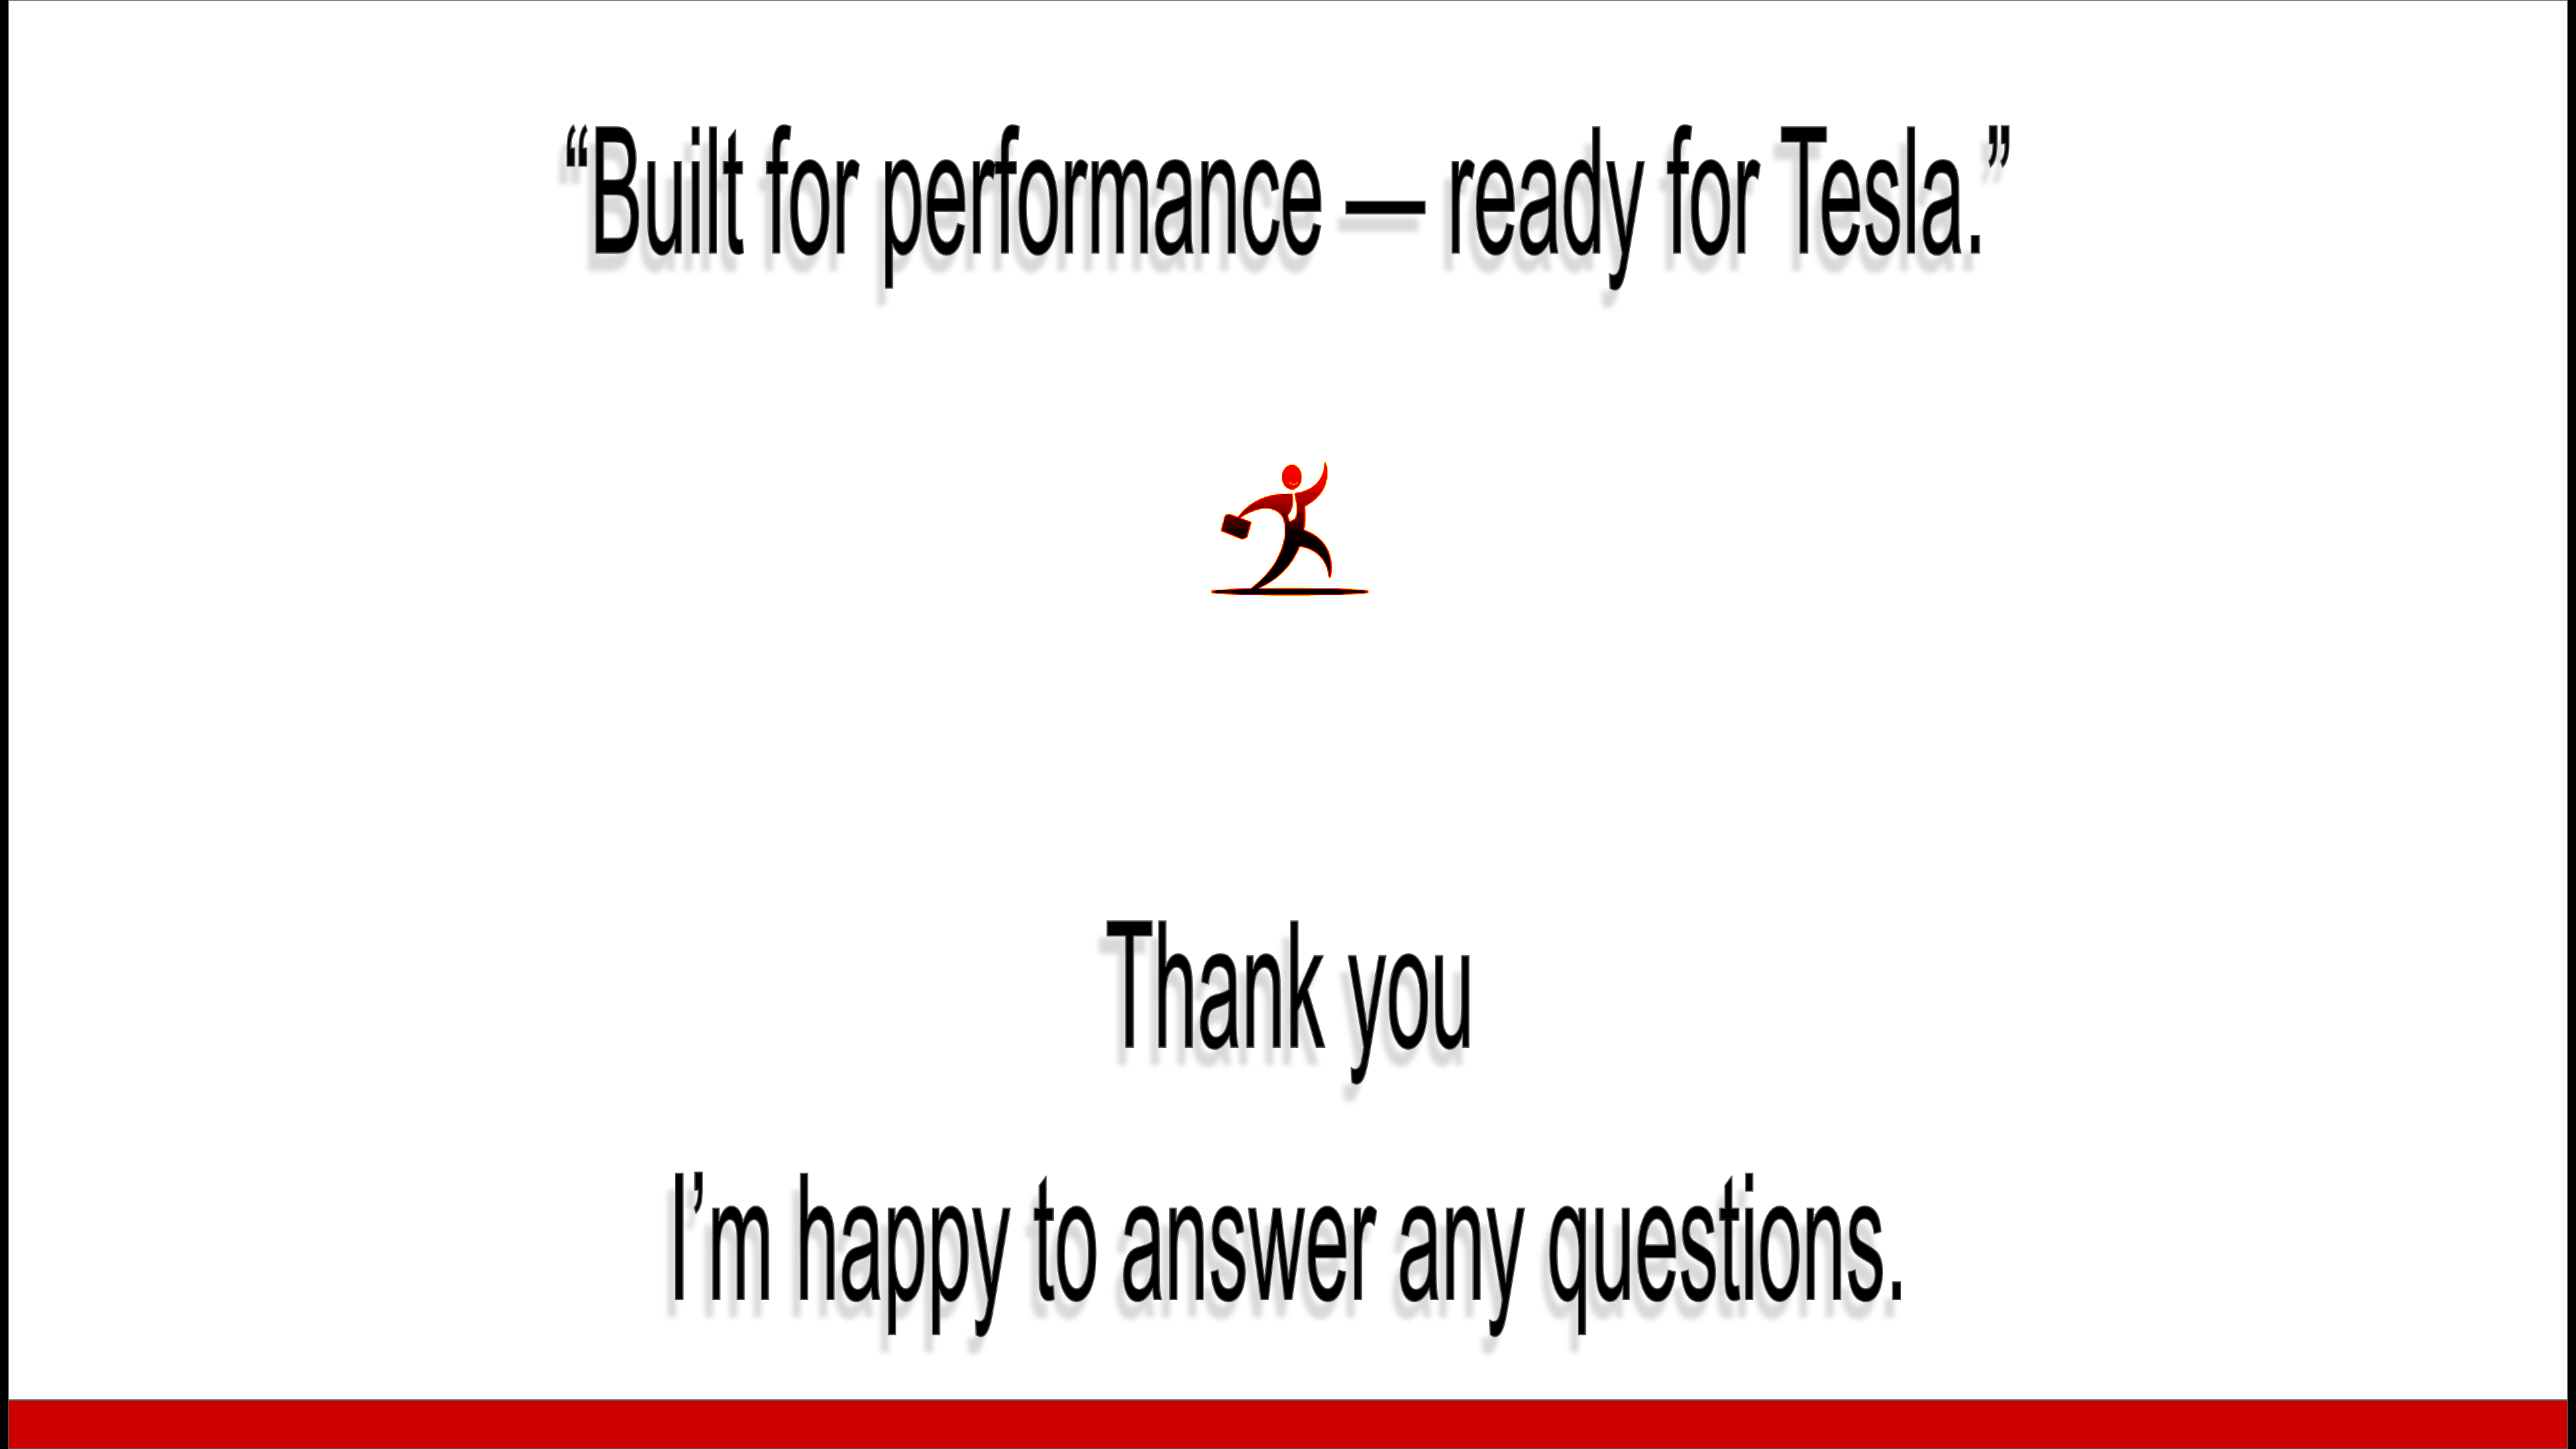 “Built for performance — ready for Tesla.”
Thank you
I’m happy to answer any questions.